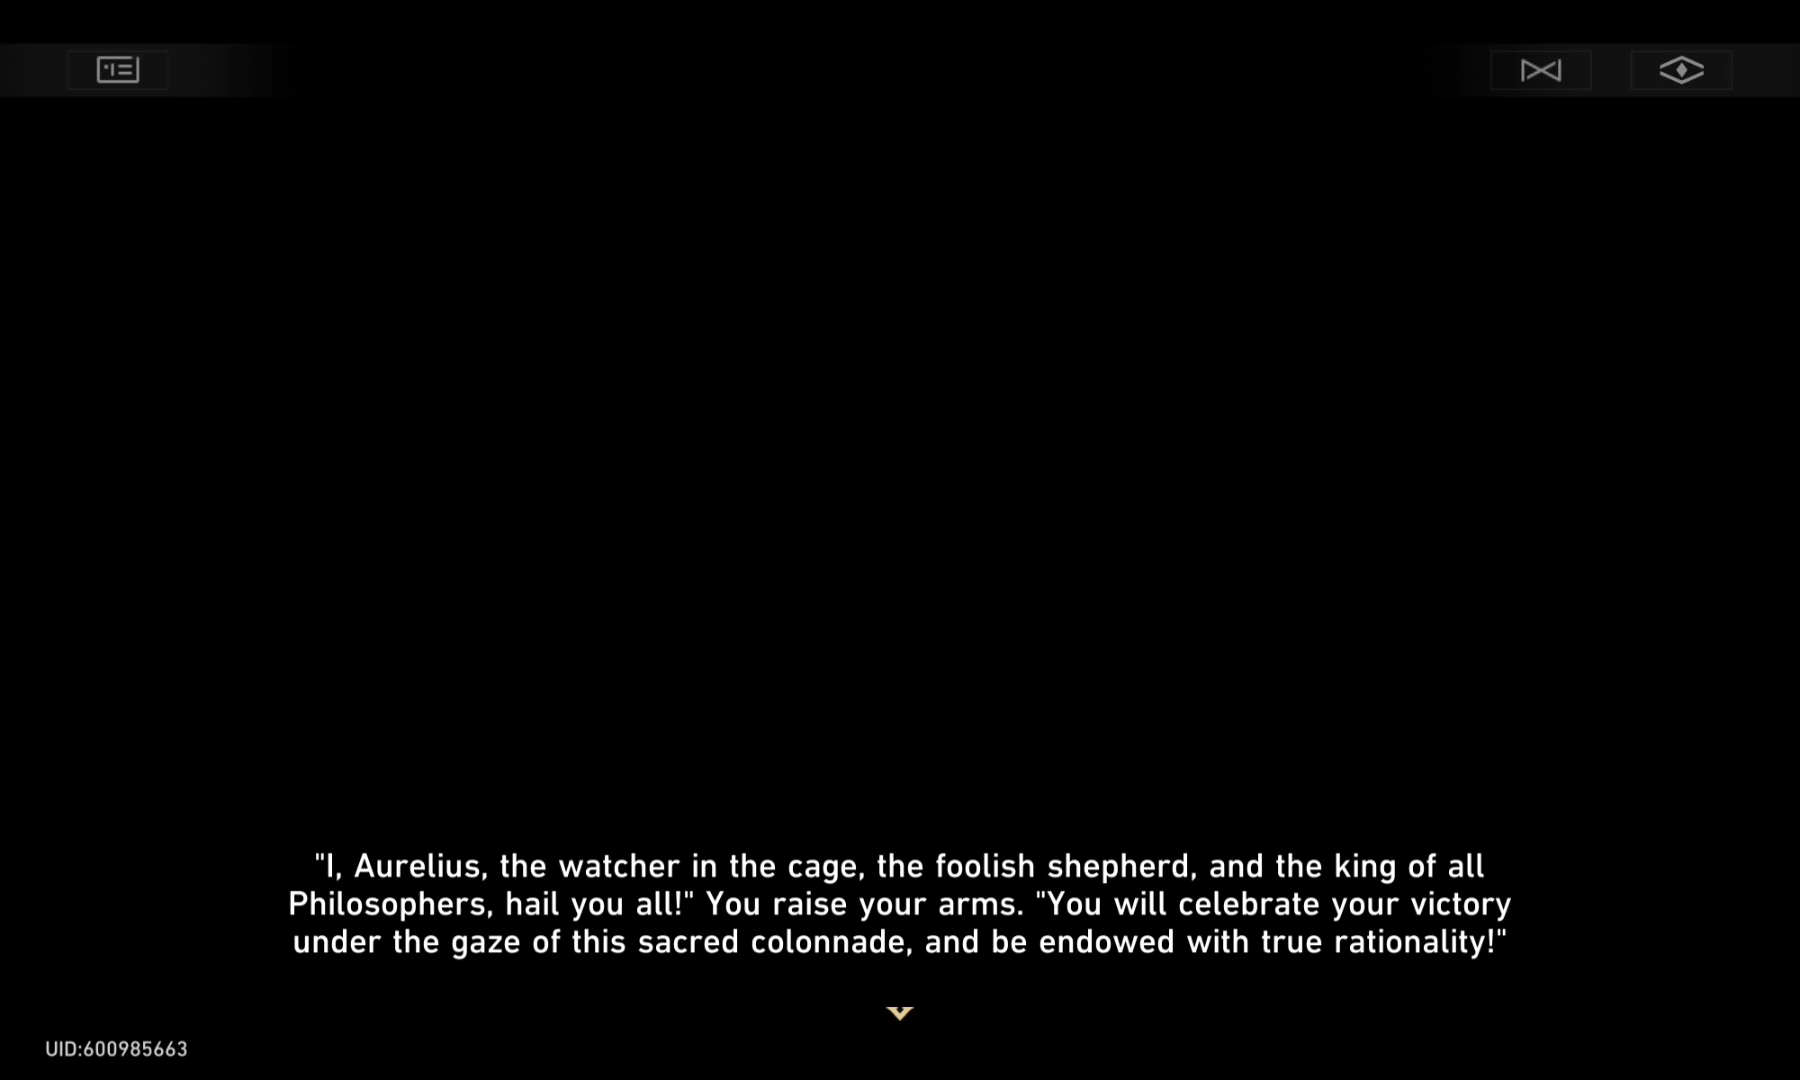 "I, Aurelius, the watcher in the cage, the foolish shepherd, and the king of all
Philosophers, hail you all!" You raise your arms. "You will celebrate your victory
under the gaze of this sacred colonnade, and be endowed with true rationality!"
UID:600985663